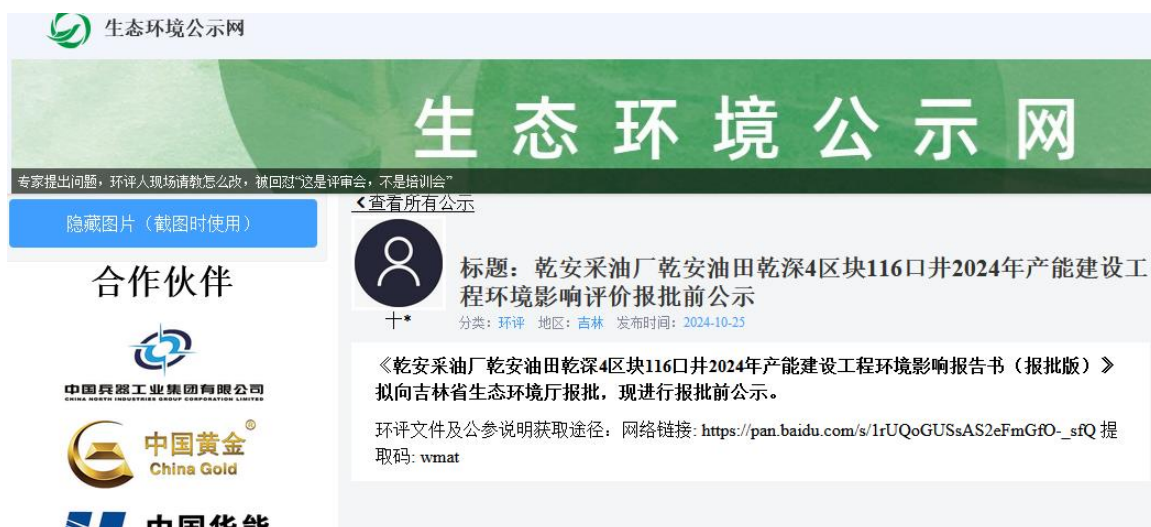 生态环境公示网
生态环境公示网
专家提出问题，环评人现场请教怎么改，被回怼“这是评审会，不是培训会”
隐藏图片（截图时使用）
合作伙伴
中国兵器工业集团有限公司
CHINA NORTH INDUSTRIES GROUP CORPORATION LIMITED
中国黄金®
China Gold
中国华能
查看所有公示
十*
标题：乾安采油厂乾安油田乾深4区块116口井2024年产能建设工
程环境影响评价报批前公示
分类：环评 地区：吉林 发布时间：2024-10-25
《乾安采油厂乾安油田乾深4区块116口井2024年产能建设工程环境影响报告书（报批版）》
拟向吉林省生态环境厅报批，现进行报批前公示。
环评文件及公参说明获取途径：网络链接: https://pan.baidu.com/s/1rUQoGUSsAS2eFmGfO-_sfQ 提
取码: wmat